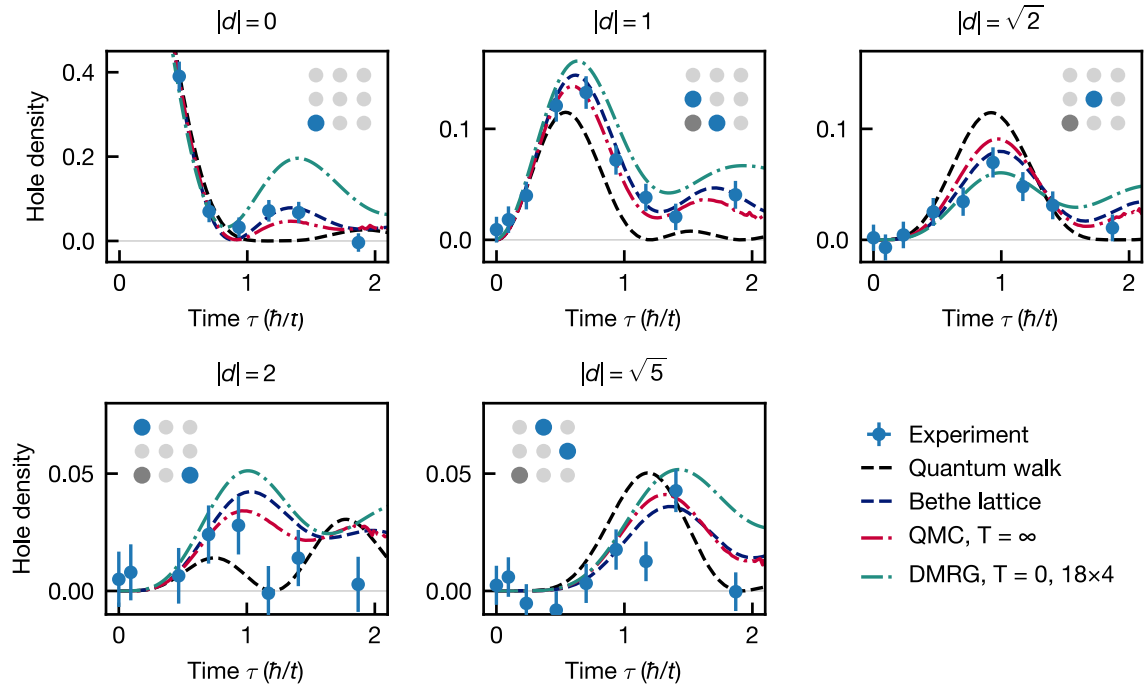 |d| = 0
|d| = 1
|d| = √2
Hole density
0.4
0.2
0.0
0
1
2
Time τ (ħ/t)
0.1
0.0
0
1
2
Time τ (ħ/t)
0.1
0.0
0
1
2
Time τ (ħ/t)
|d| = 2
|d| = √5
Hole density
0.05
0.00
0
1
2
Time τ (ħ/t)
0.05
0.00
0
1
2
Time τ (ħ/t)
Experiment
Quantum walk
Bethe lattice
QMC, T = ∞
DMRG, T = 0, 18×4